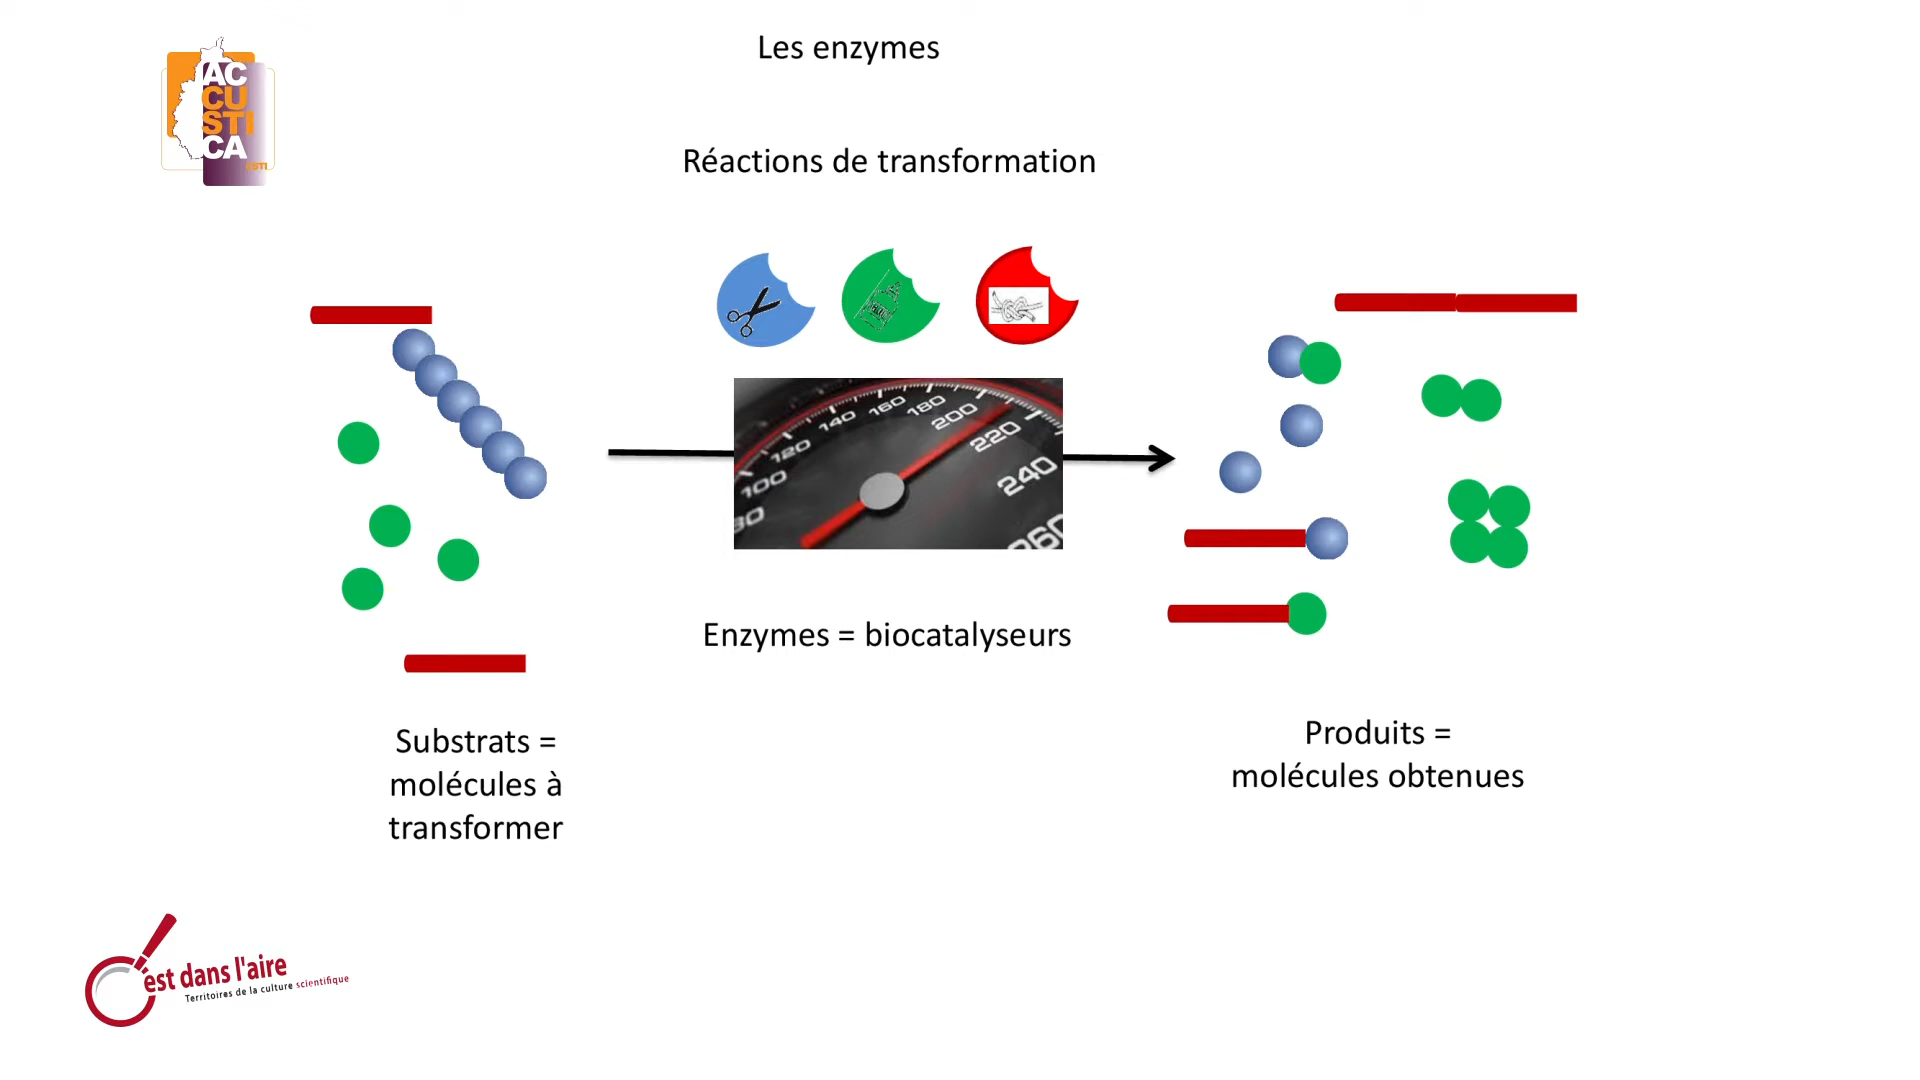 Les enzymes
AC
CU
STI
CA
Réactions de transformation
100
120
140
160
180
200
220
240
260
Enzymes = biocatalyseurs
Substrats =
molécules à
transformer
Produits =
molécules obtenues
C'est dans l'aire
Territoires de la culture scientifique